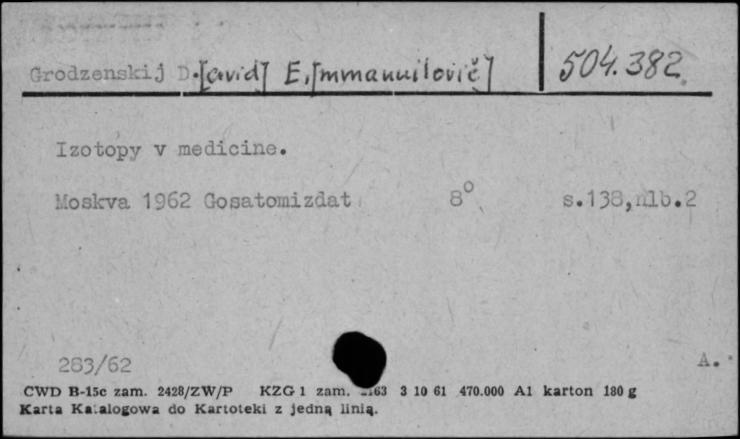 Grodzenskij D.[avid] E.[mmanuilovič] 504.382
Izotopy v medicine.
Moskva 1962 Gosatomizdat 8° s.138,nlb.2
283/62 A.
CWD B-15c zam. 2428/ZW/P KZG 1 zam. 3 10 61 470.000 A1 karton 180 g
Karta Katalogowa do Kartoteki z jedną linią.